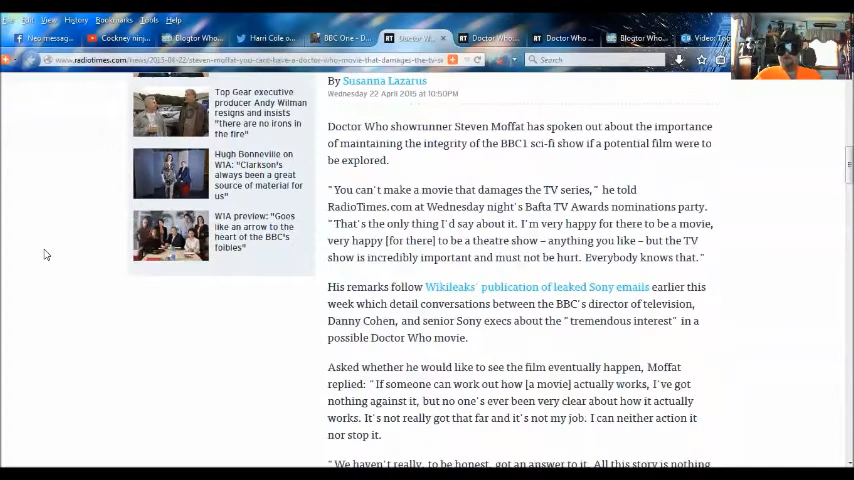 File Edit View History Bookmarks Tools Help
Neo messag...
Cockney ninj...
Blogtor Who...
Harri Cole o...
BBC One - D...
Doctor W...
Doctor Wh...
Doctor Who ...
Blogtor Who...
Video: Top
www.radiotimes.com/news/2015-04-22/steven-moffat-you-cant-have-a-doctor-who-movie-that-damages-the-tv-se
Search
Top Gear executive
producer Andy Wilman
resigns and insists
"there are no irons in
the fire"
Hugh Bonneville on
W1A: "Clarkson's
always been a great
source of material for
us"
W1A preview: "Goes
like an arrow to the
heart of the BBC's
foibles"
By Susanna Lazarus
Wednesday 22 April 2015 at 10:50PM
Doctor Who showrunner Steven Moffat has spoken out about the importance
of maintaining the integrity of the BBC1 sci-fi show if a potential film were to
be explored.
"You can't make a movie that damages the TV series," he told
RadioTimes.com at Wednesday night's Bafta TV Awards nominations party.
"That's the only thing I'd say about it. I'm very happy for there to be a movie,
very happy [for there] to be a theatre show – anything you like – but the TV
show is incredibly important and must not be hurt. Everybody knows that."
His remarks follow Wikileaks' publication of leaked Sony emails earlier this
week which detail conversations between the BBC's director of television,
Danny Cohen, and senior Sony execs about the "tremendous interest" in a
possible Doctor Who movie.
Asked whether he would like to see the film eventually happen, Moffat
replied: "If someone can work out how [a movie] actually works, I've got
nothing against it, but no one's ever been very clear about how it actually
works. It's not really got that far and it's not my job. I can neither action it
nor stop it.
"We haven't really, to be honest, got an answer to it. All this story is nothing